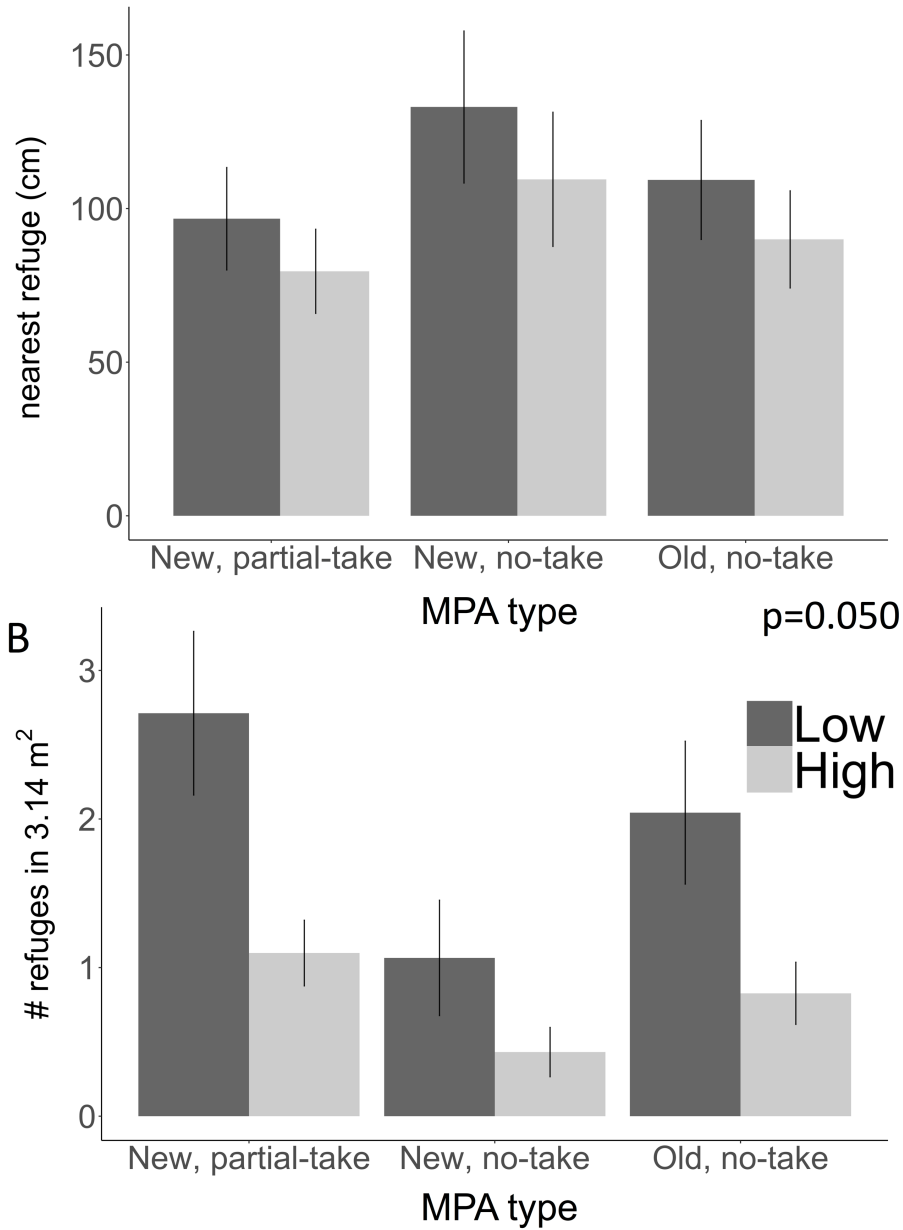 nearest refuge (cm)
150
100
50
0
New, partial-take New, no-take Old, no-take
MPA type
p=0.050
B
# refuges in 3.14 m²
3
2
1
0
Low
High
New, partial-take New, no-take Old, no-take
MPA type